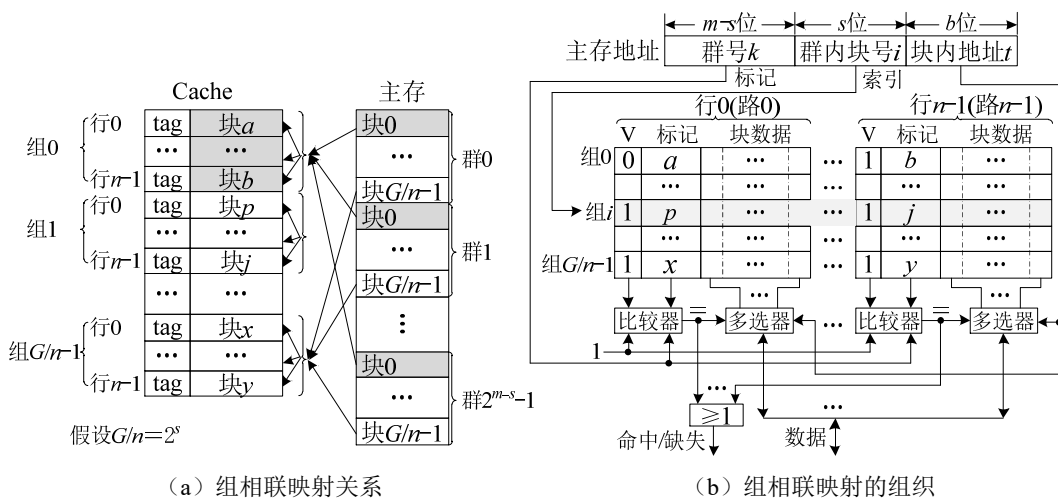 Cache
主存
组0
行0
tag
块a
...
...
行n-1
tag
块b
组1
行0
tag
块p
...
行n-1
tag
块j
...
...
组G/n-1
行0
tag
块x
...
...
行n-1
tag
块y
块0
...
块G/n-1
群0
块0
...
块G/n-1
群1
⋮
块0
...
块G/n-1
群2^{m-s}-1
假设G/n=2^s
(a) 组相联映射关系
m-s位
s位
b位
主存地址
群号k
群内块号i
块内地址t
标记
索引
行0(路0)
行n-1(路n-1)
V 标记 块数据
V 标记 块数据
组0 0 a ... ... 1 b ...
... ... ... ...
组i 1 p ... 1 j ...
... ... ... ...
组G/n-1 1 x ... ... 1 y ...
... ...
比较器 = 多选器 ... 比较器 = 多选器
1
...
≥1
命中/缺失
...
数据
(b) 组相联映射的组织